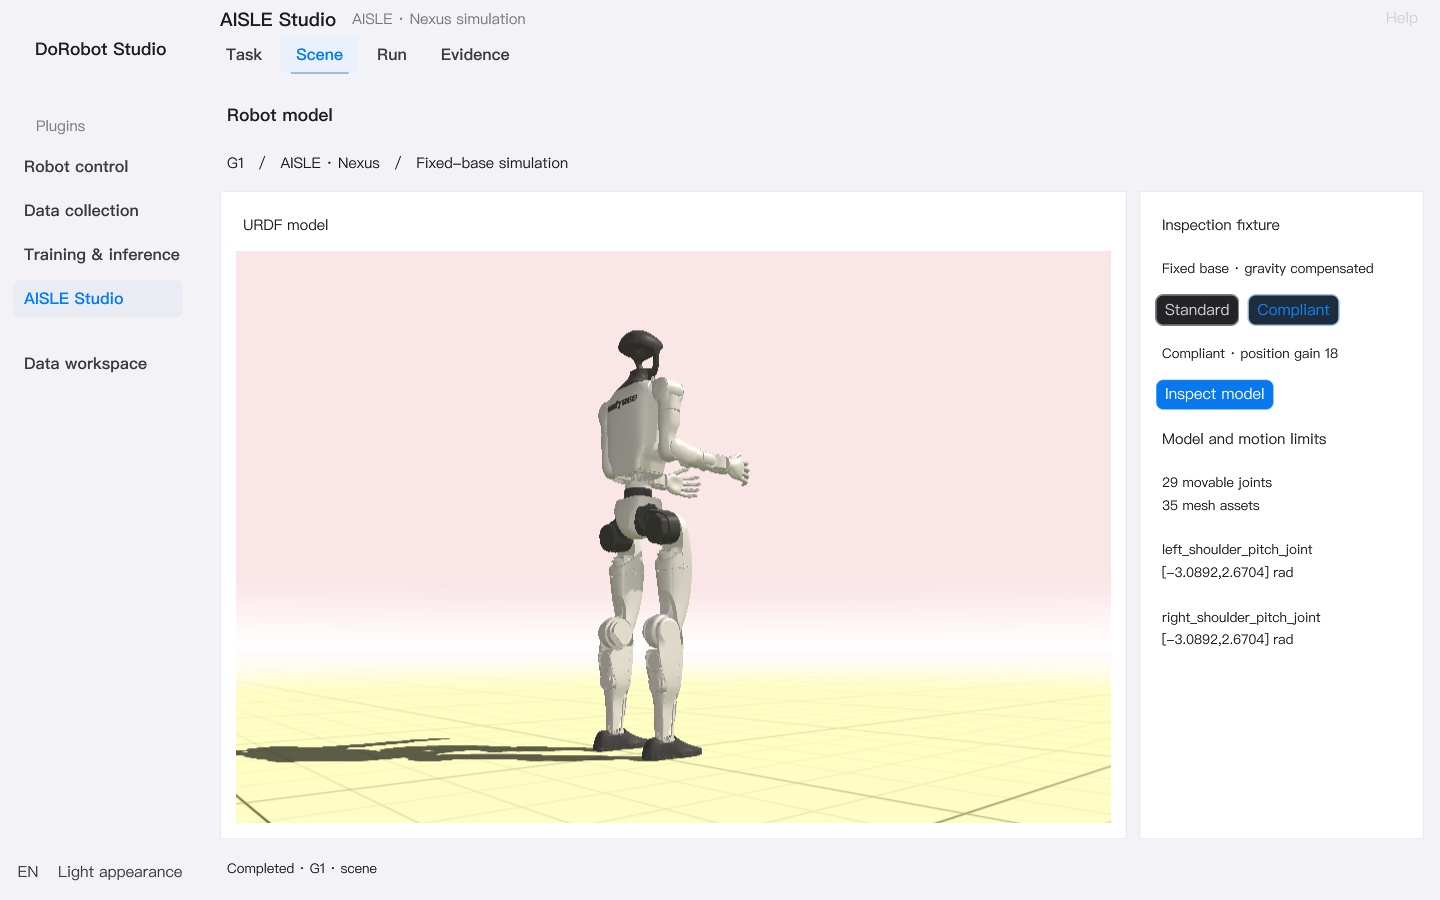 DoRobot Studio
Plugins
Robot control
Data collection
Training & inference
AISLE Studio
Data workspace
EN Light appearance
AISLE Studio AISLE · Nexus simulation
Help
Task Scene Run Evidence
Robot model
G1 / AISLE · Nexus / Fixed-base simulation
URDF model
Inspection fixture
Fixed base · gravity compensated
Standard Compliant
Compliant · position gain 18
Inspect model
Model and motion limits
29 movable joints
35 mesh assets
left_shoulder_pitch_joint
[-3.0892,2.6704] rad
right_shoulder_pitch_joint
[-3.0892,2.6704] rad
Completed · G1 · scene